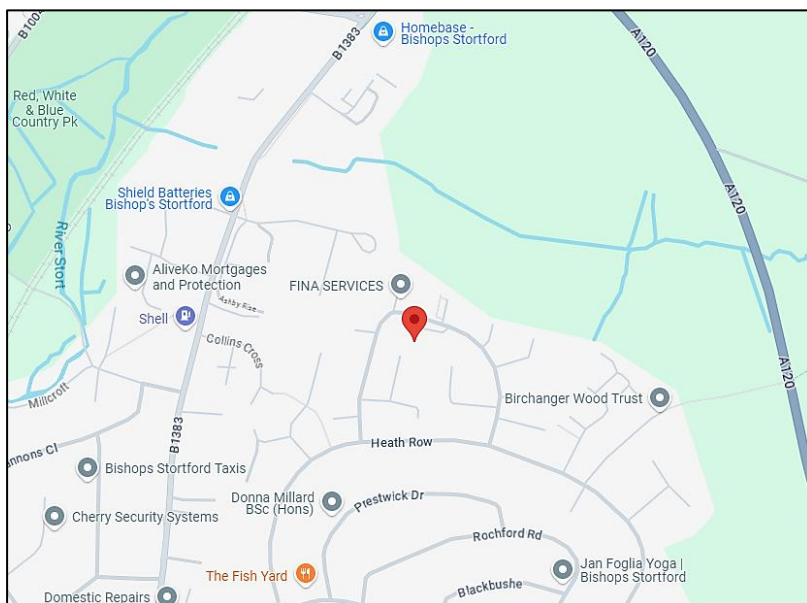 B1004
B1383
Homebase -
Bishops Stortford
A120
Red, White
& Blue
Country Pk
Shield Batteries
Bishop's Stortford
A120
River Stort
AliveKo Mortgages
and Protection
FINA SERVICES
Ashby Rise
Shell
Collins Cross
A120
Millcroft
Birchanger Wood Trust
B1383
Heath Row
annons Cl
Bishops Stortford Taxis
Donna Millard
BSc (Hons)
Prestwick Dr
Cherry Security Systems
Rochford Rd
The Fish Yard
Jan Foglia Yoga |
Bishops Stortford
Blackbushe
Domestic Repairs